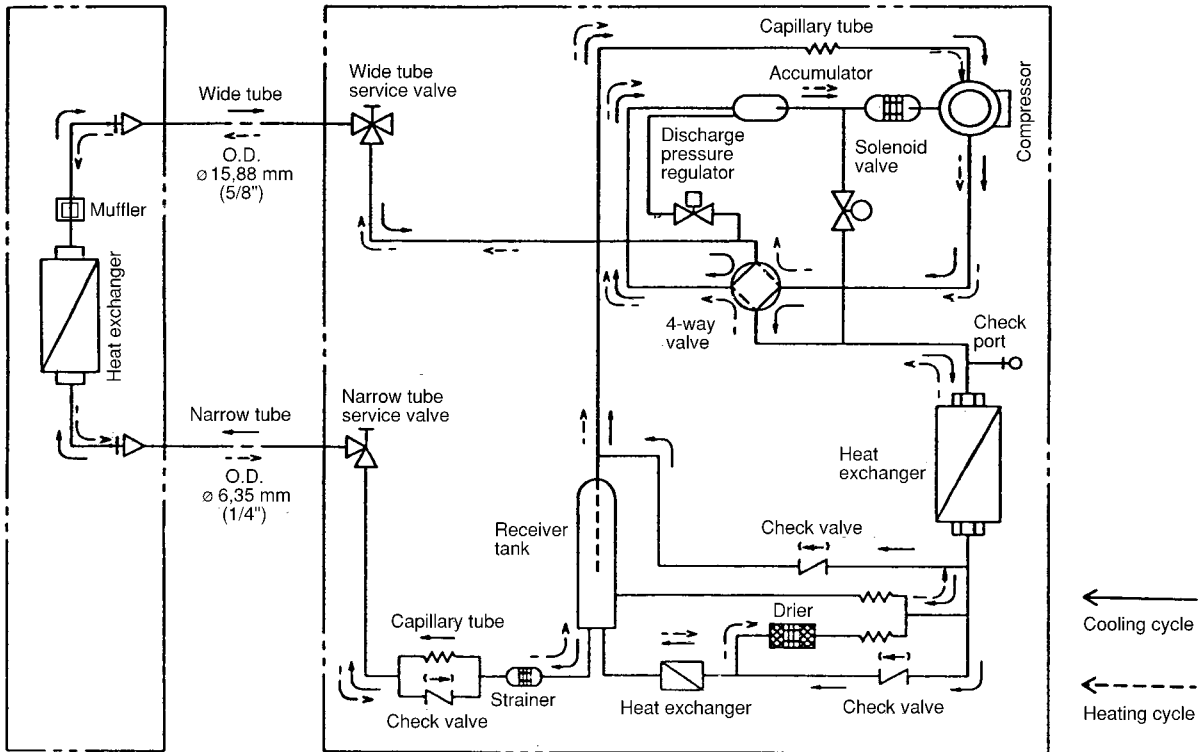 Capillary tube
Wide tube
service valve
Wide tube
Accumulator
O.D.
ø 15,88 mm
(5/8")
Discharge
pressure
regulator
Solenoid
valve
Compressor
Muffler
Heat exchanger
4-way
valve
Check
port
Narrow tube
Narrow tube
service valve
O.D.
ø 6,35 mm
(1/4")
Heat
exchanger
Receiver
tank
Check valve
Capillary tube
Drier
Cooling cycle
Strainer
Heat exchanger
Check valve
Check valve
Heating cycle